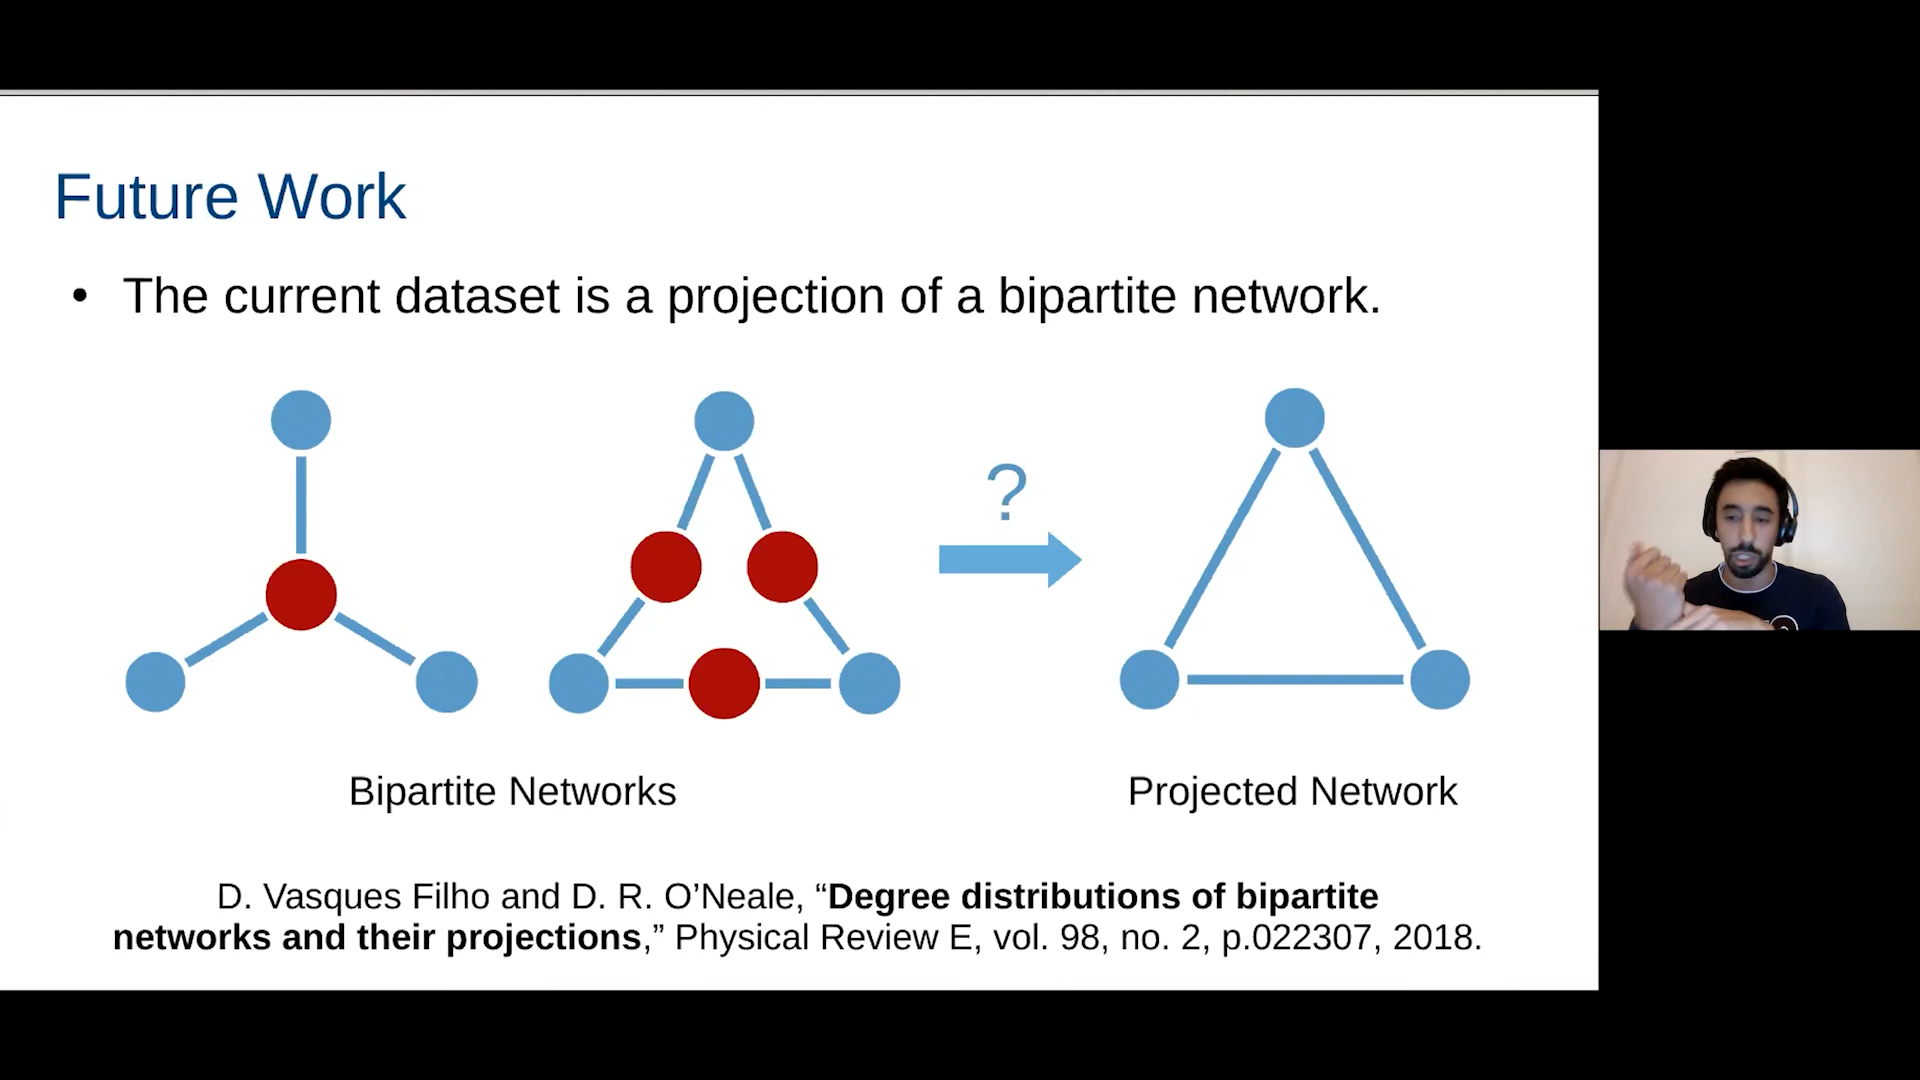 Future Work
• The current dataset is a projection of a bipartite network.
?
Bipartite Networks
Projected Network
D. Vasques Filho and D. R. O’Neale, “Degree distributions of bipartite
networks and their projections,” Physical Review E, vol. 98, no. 2, p.022307, 2018.